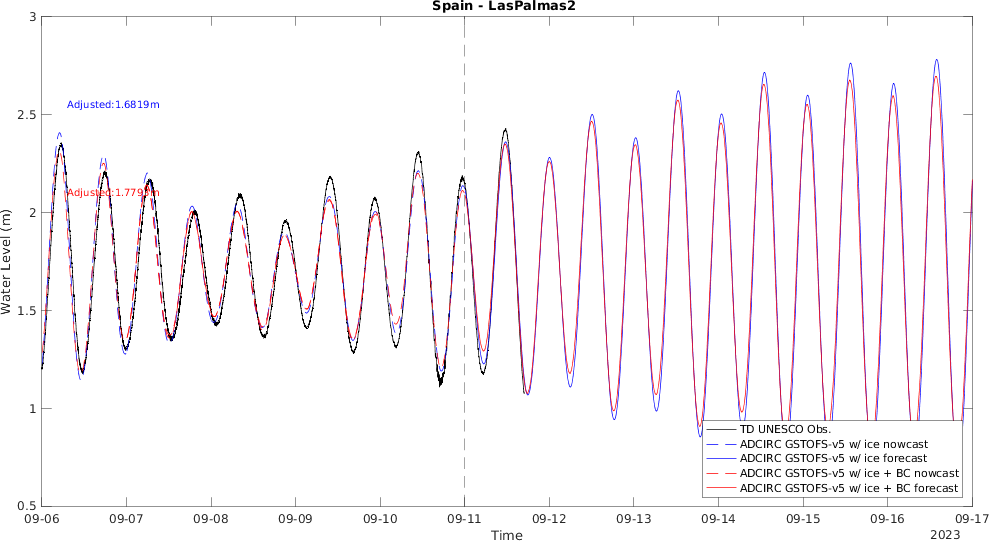 Spain - LasPalmas2
3
2.5
2
1.5
1
0.5
Water Level (m)
Adjusted:1.6819m
TD UNESCO Obs.
ADCIRC GSTOFS-v5 w/ ice nowcast
ADCIRC GSTOFS-v5 w/ ice forecast
ADCIRC GSTOFS-v5 w/ ice + BC nowcast
ADCIRC GSTOFS-v5 w/ ice + BC forecast
09-06 09-07 09-08 09-09 09-10 09-11 09-12 09-13 09-14 09-15 09-16 09-17
Time
2023